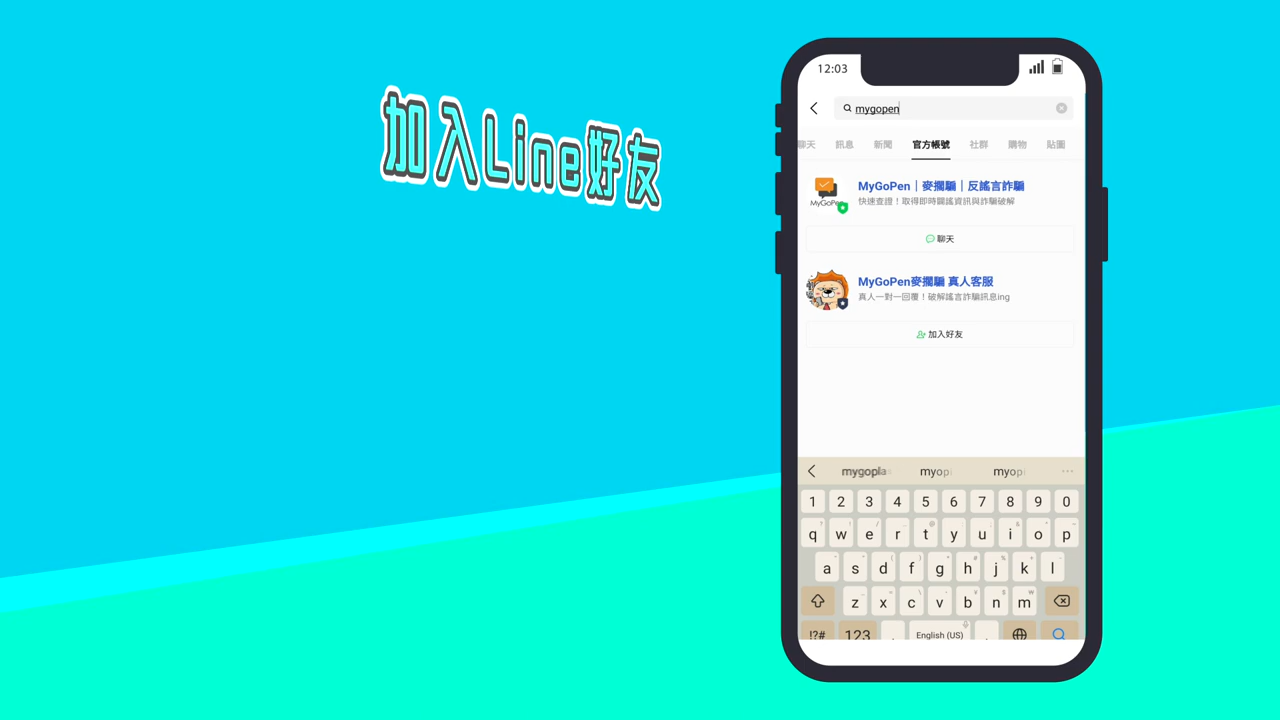 加入Line好友
12:03
mygopen
聊天 訊息 新聞 官方帳號 社群 購物 貼圖
MyGoPen｜麥擱騙｜反謠言詐騙
快速查證！取得即時闢謠資訊與詐騙破解
MyGoPen
聊天
MyGoPen麥擱騙 真人客服
真人一對一回覆！破解謠言詐騙訊息ing
加入好友
mygopla myop myop
1 2 3 4 5 6 7 8 9 0
q w e r t y u i o p
a s d f g h j k l
z x c v b n m
!?# 123 , English (US) .